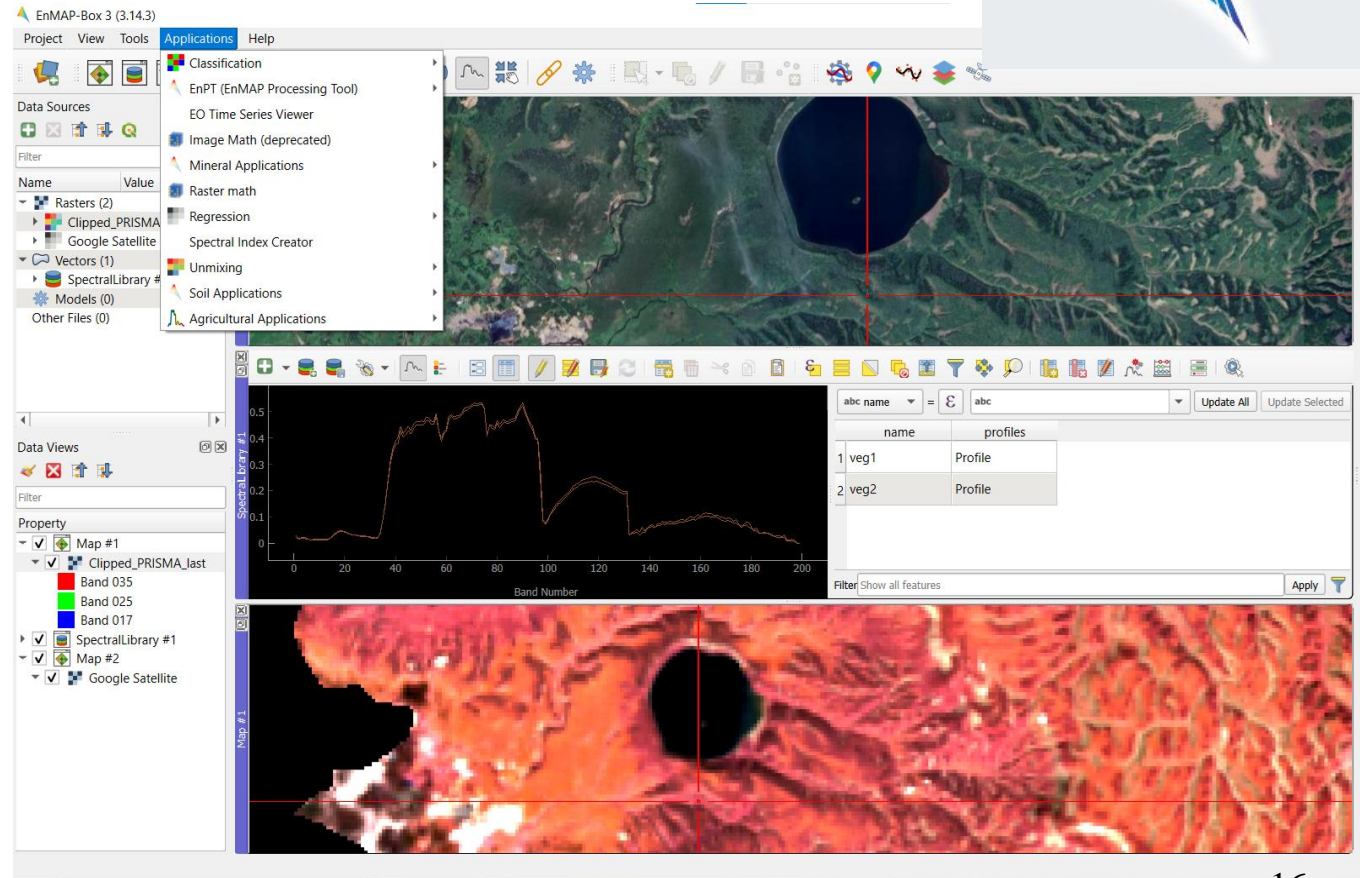 EnMAP-Box 3 (3.14.3)
Project View Tools Applications Help
Classification
EnPT (EnMAP Processing Tool)
EO Time Series Viewer
Image Math (deprecated)
Mineral Applications
Raster math
Regression
Spectral Index Creator
Unmixing
Soil Applications
Agricultural Applications
Data Sources
Filter
Name Value
Rasters (2)
Clipped_PRISMA
Google Satellite
Vectors (1)
SpectralLibrary #
Models (0)
Other Files (0)
Data Views
Filter
Property
Map #1
Clipped_PRISMA_last
Band 035
Band 025
Band 017
SpectralLibrary #1
Map #2
Google Satellite
SpectralLibrary #1
0.5
0.4
0.3
0.2
0.1
0
0 20 40 60 80 100 120 140 160 180 200
Band Number
abc name = ε abc Update All Update Selected
name profiles
1 veg1 Profile
2 veg2 Profile
Filter Show all features Apply
Map #1